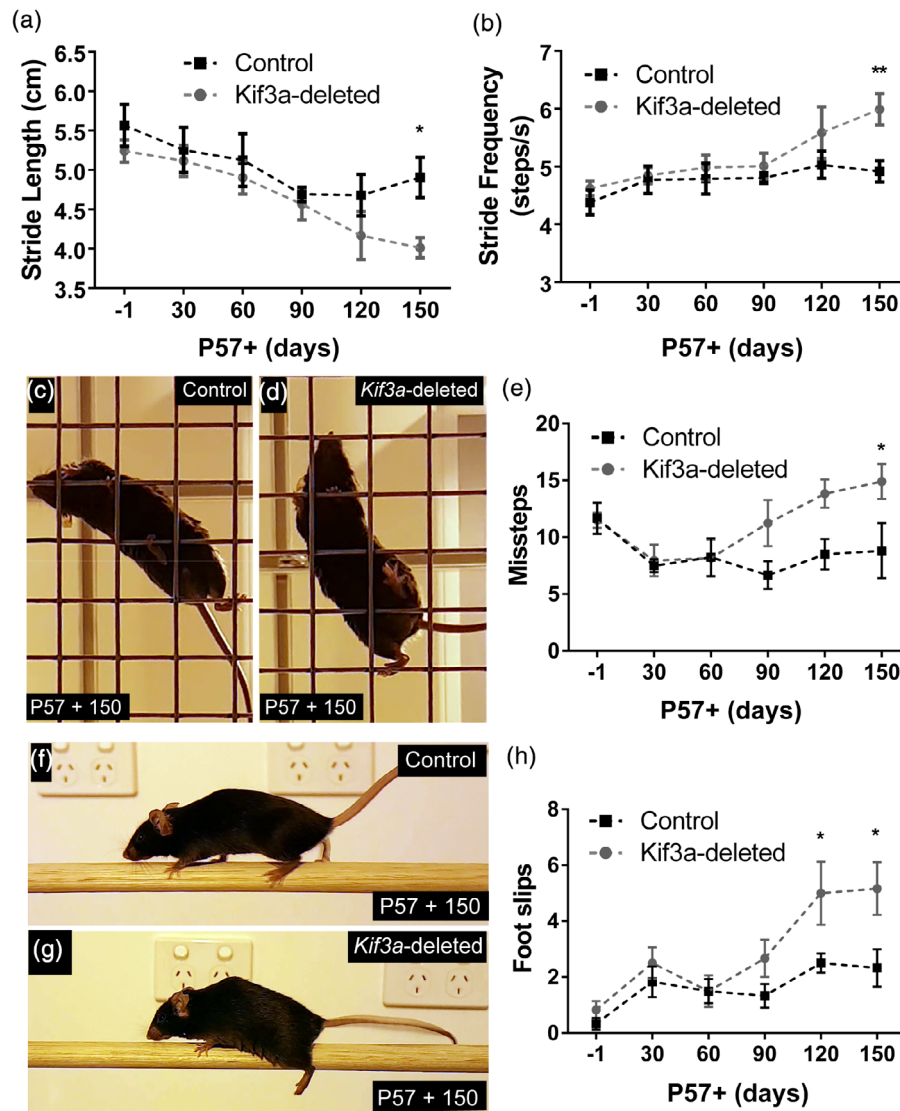 (a)
6.5
6.0
5.5
5.0
4.5
4.0
3.5
Stride Length (cm)
Control
Kif3a-deleted
*
-1 30 60 90 120 150
P57+ (days)
(b)
7
6
5
4
3
Stride Frequency
(steps/s)
Control
Kif3a-deleted
**
-1 30 60 90 120 150
P57+ (days)
(c)
Control
P57 + 150
(d)
Kif3a-deleted
P57 + 150
(e)
20
15
10
5
0
Missteps
Control
Kif3a-deleted
*
-1 30 60 90 120 150
P57+ (days)
(f)
Control
P57 + 150
(g)
Kif3a-deleted
P57 + 150
(h)
8
6
4
2
0
Foot slips
Control
Kif3a-deleted
* *
-1 30 60 90 120 150
P57+ (days)